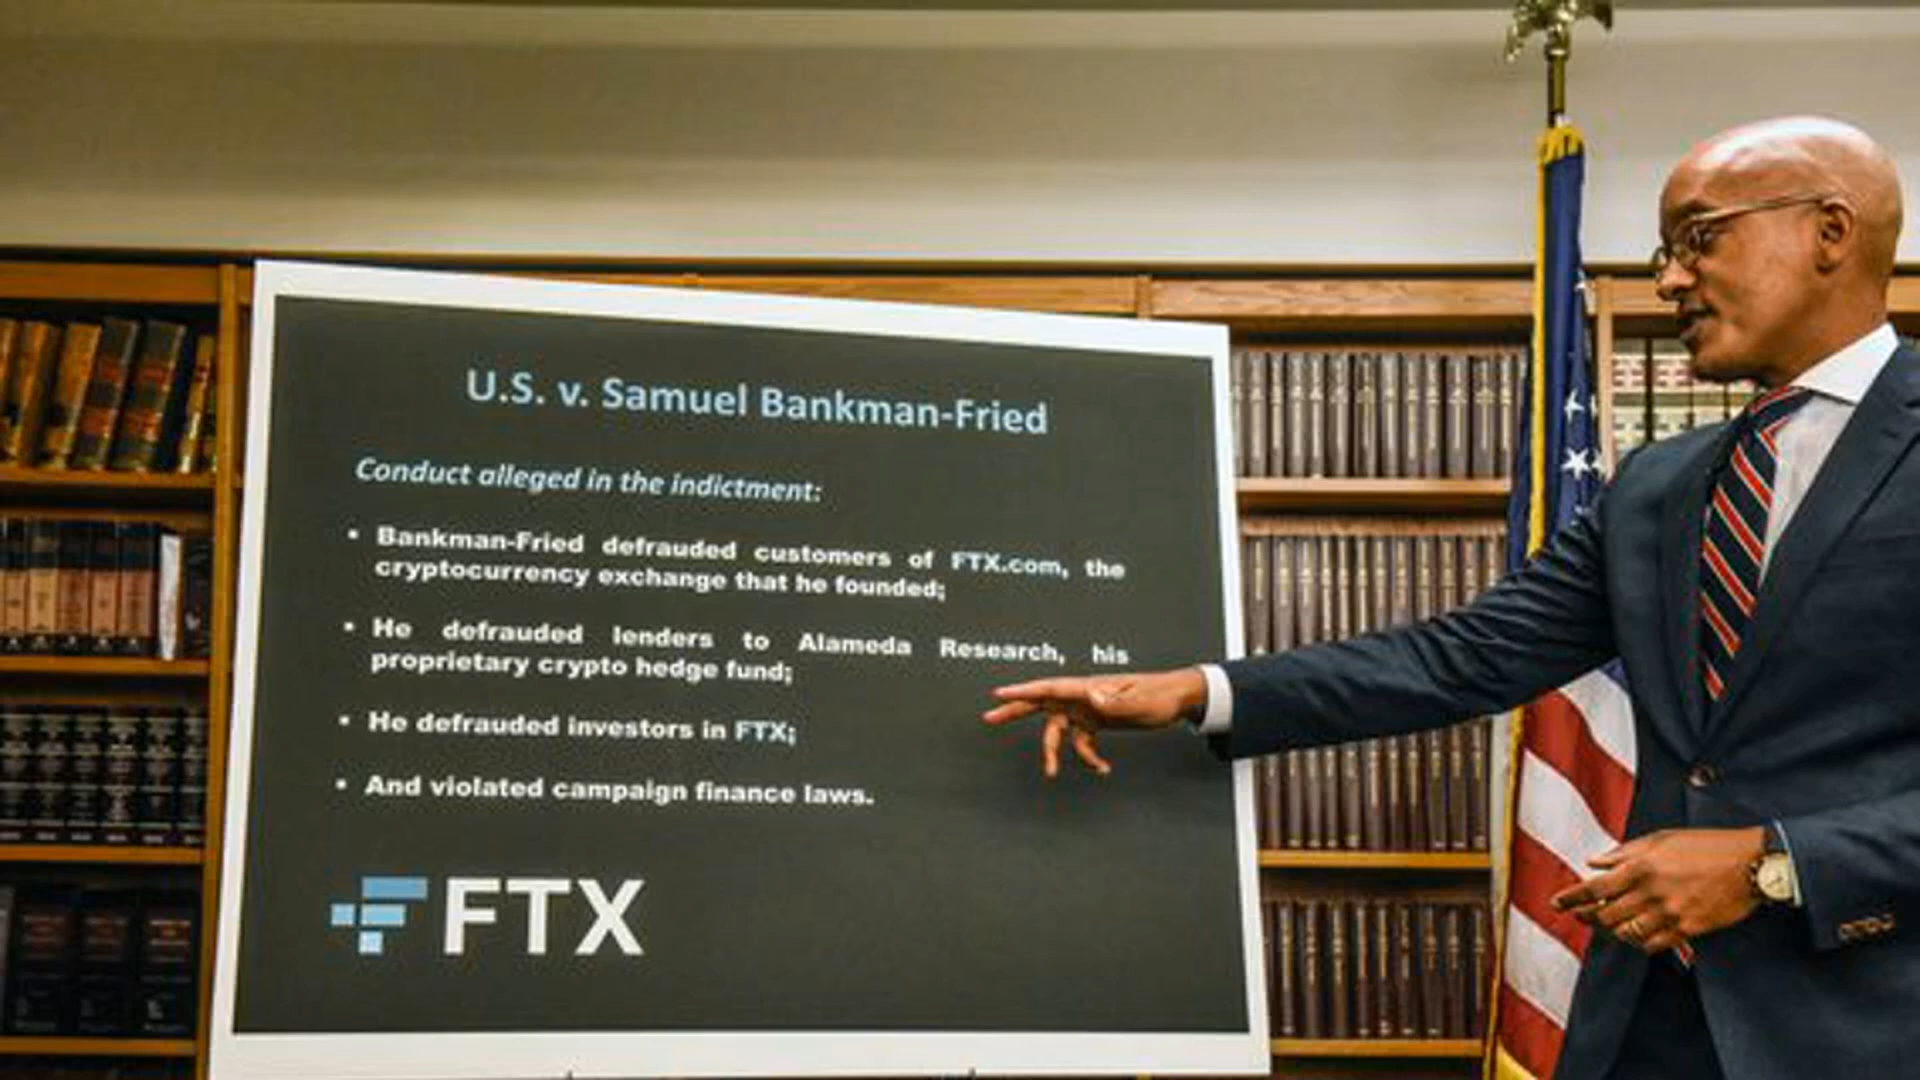 U.S. v. Samuel Bankman-Fried
Conduct alleged in the indictment:
▪ Bankman-Fried defrauded customers of FTX.com, the
cryptocurrency exchange that he founded;
▪ He defrauded lenders to Alameda Research, his
proprietary crypto hedge fund;
▪ He defrauded investors in FTX;
▪ And violated campaign finance laws.
FTX